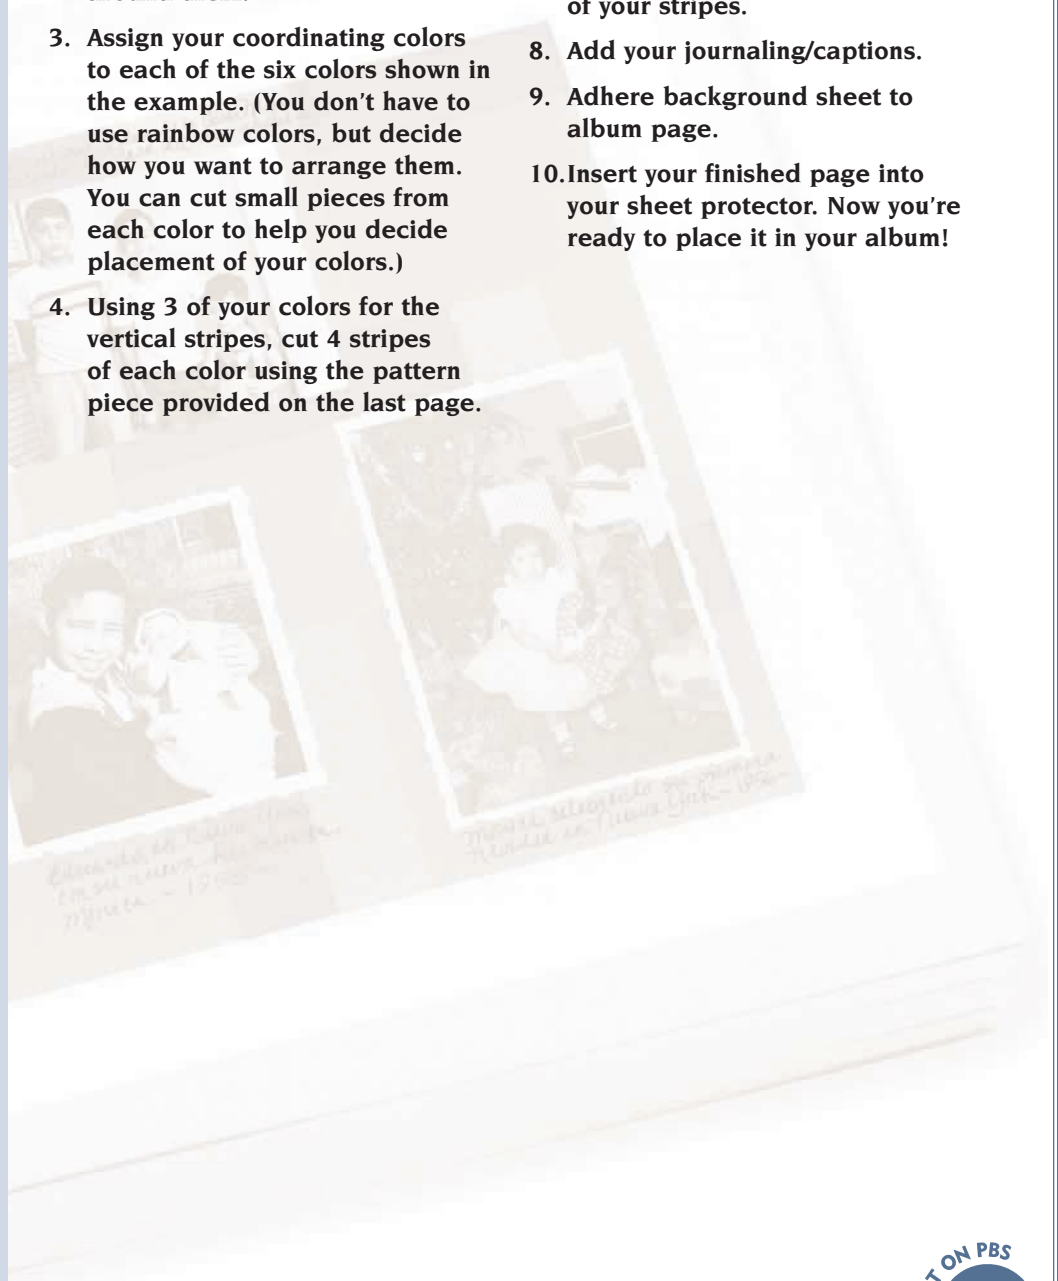 3. Assign your coordinating colors
to each of the six colors shown in
the example. (You don't have to
use rainbow colors, but decide
how you want to arrange them.
You can cut small pieces from
each color to help you decide
placement of your colors.)
4. Using 3 of your colors for the
vertical stripes, cut 4 stripes
of each color using the pattern
piece provided on the last page.
of your stripes.
8. Add your journaling/captions.
9. Adhere background sheet to
album page.
10.Insert your finished page into
your sheet protector. Now you're
ready to place it in your album!
en Nueva York
su nueva
ON PBS